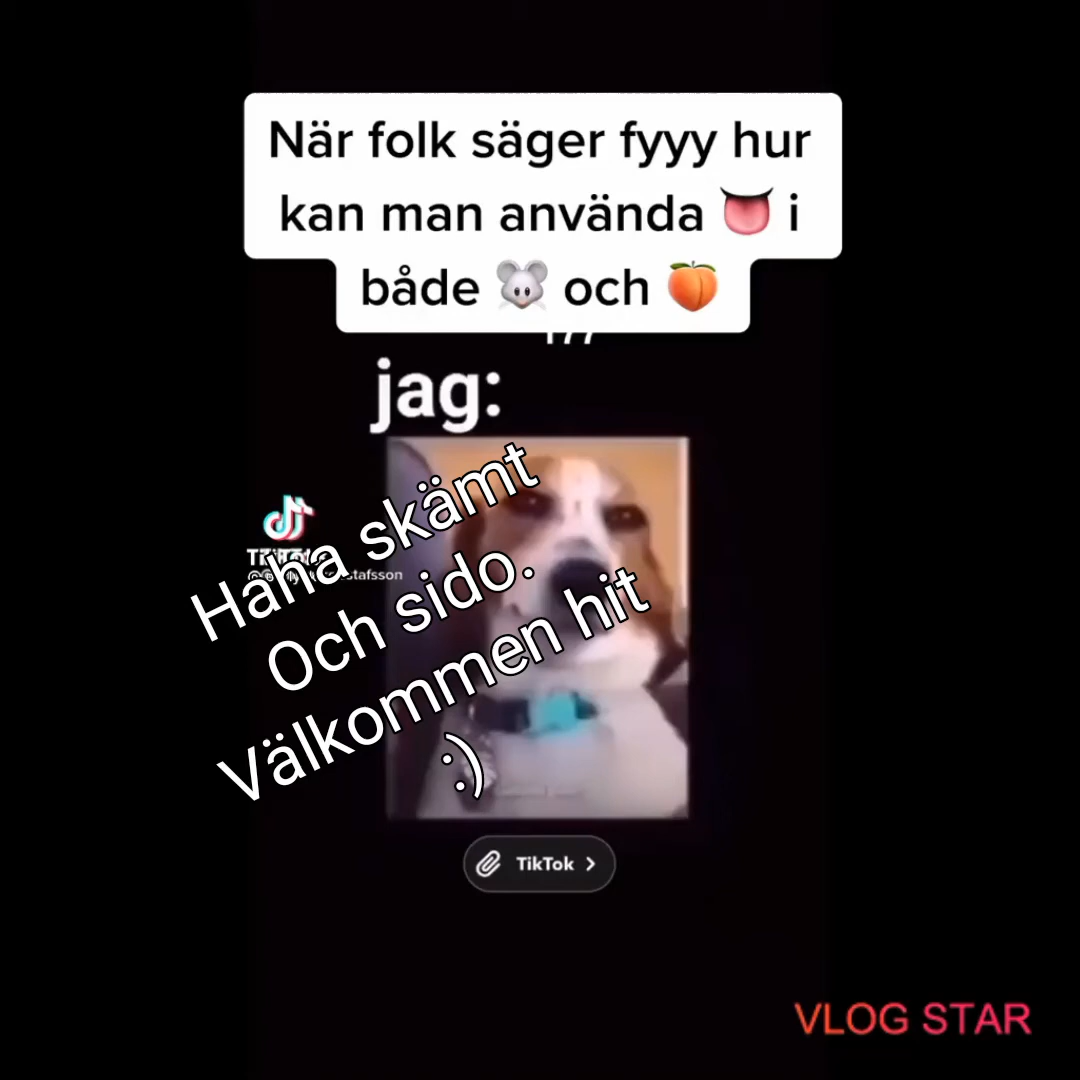 När folk säger fyyy hur
kan man använda 👅 i
både 🐭 och 🍑
jag:
Haha skämt
Och sido.
Välkommen hit
:)
TikTok
VLOG STAR